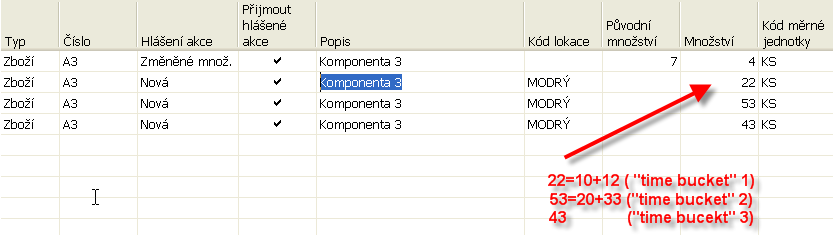 Typ Číslo Hlášení akce Přijmout hlášené akce Popis Kód lokace Původní množství Množství Kód měrné jednotky
Zboží A3 Změněné množ. ✔ Komponenta 3 7 4 KS
Zboží A3 Nová ✔ Komponenta 3 MODRÝ 22 KS
Zboží A3 Nová ✔ Komponenta 3 MODRÝ 53 KS
Zboží A3 Nová ✔ Komponenta 3 MODRÝ 43 KS
22=10+12 ( "time bucket" 1)
53=20+33 ("time bucket" 2)
43 ("time bucekt" 3)